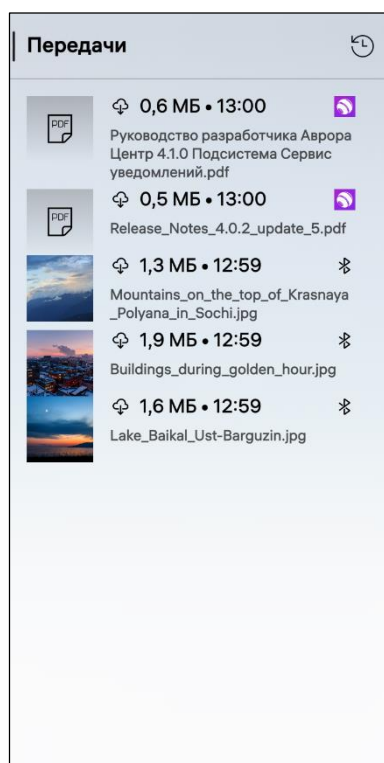 Передачи
0,6 МБ • 13:00
PDF
Руководство разработчика Аврора
Центр 4.1.0 Подсистема Сервис
уведомлений.pdf
0,5 МБ • 13:00
PDF
Release_Notes_4.0.2_update_5.pdf
1,3 МБ • 12:59
Mountains_on_the_top_of_Krasnaya
_Polyana_in_Sochi.jpg
1,9 МБ • 12:59
Buildings_during_golden_hour.jpg
1,6 МБ • 12:59
Lake_Baikal_Ust-Barguzin.jpg